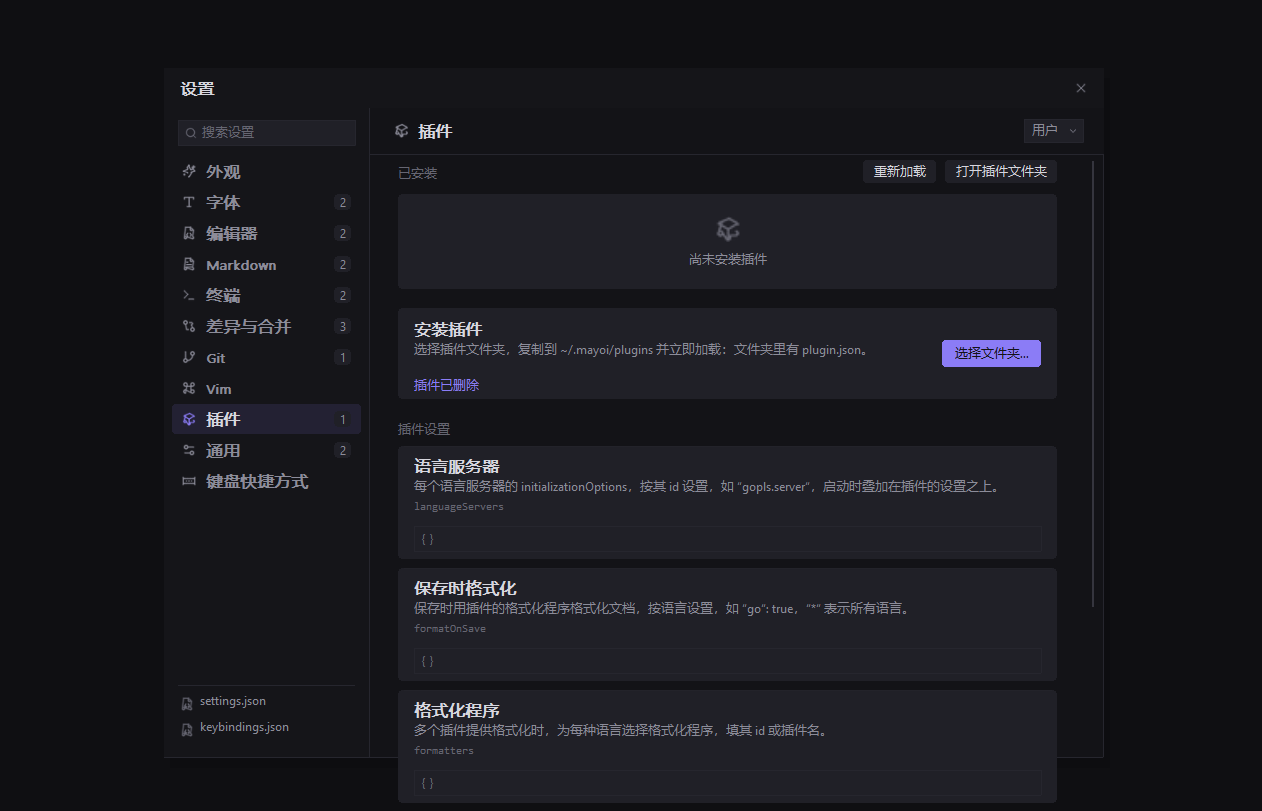 设置
搜索设置
外观
字体 2
编辑器 2
Markdown 2
终端 2
差异与合并 3
Git 1
Vim
插件 1
通用 2
键盘快捷方式
settings.json
keybindings.json
插件
用户
已安装
重新加载
打开插件文件夹
尚未安装插件
安装插件
选择插件文件夹，复制到 ~/.mayoi/plugins 并立即加载：文件夹里有 plugin.json。
选择文件夹...
插件已删除
插件设置
语言服务器
每个语言服务器的 initializationOptions，按其 id 设置，如 "gopls.server"，启动时叠加在插件的设置之上。
languageServers
{}
保存时格式化
保存时用插件的格式化程序格式化文档，按语言设置，如 "go": true，"*" 表示所有语言。
formatOnSave
{}
格式化程序
多个插件提供格式化时，为每种语言选择格式化程序，填其 id 或插件名。
formatters
{}